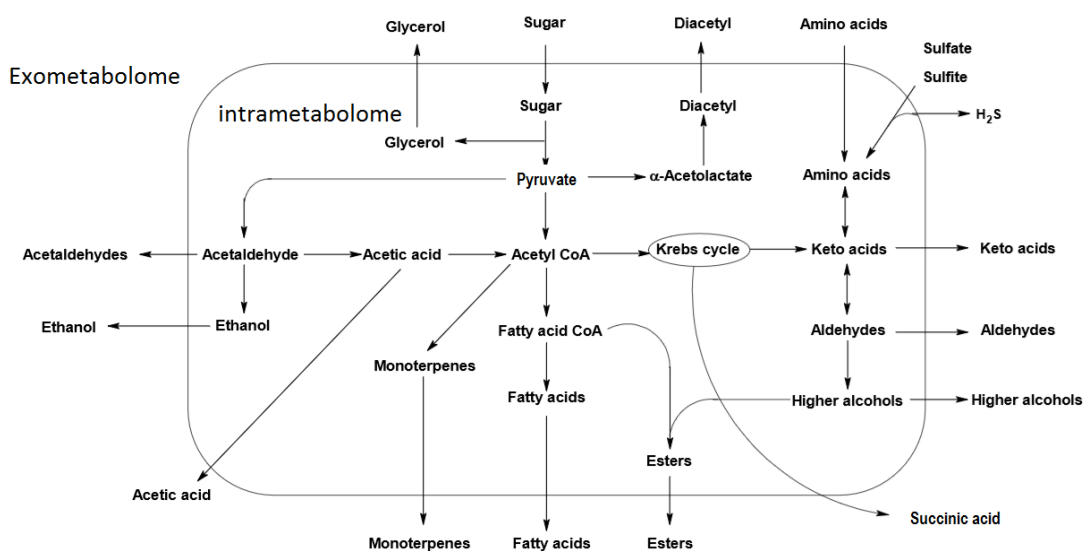 Glycerol
Sugar
Diacetyl
Amino acids
Sulfate
Exometabolome
Sulfite
intrametabolome
Sugar
Diacetyl
H₂S
Glycerol
Pyruvate
α-Acetolactate
Amino acids
Acetaldehydes
Acetaldehyde
Acetic acid
Acetyl CoA
Krebs cycle
Keto acids
Keto acids
Ethanol
Ethanol
Fatty acid CoA
Aldehydes
Aldehydes
Monoterpenes
Fatty acids
Higher alcohols
Higher alcohols
Esters
Acetic acid
Succinic acid
Monoterpenes
Fatty acids
Esters